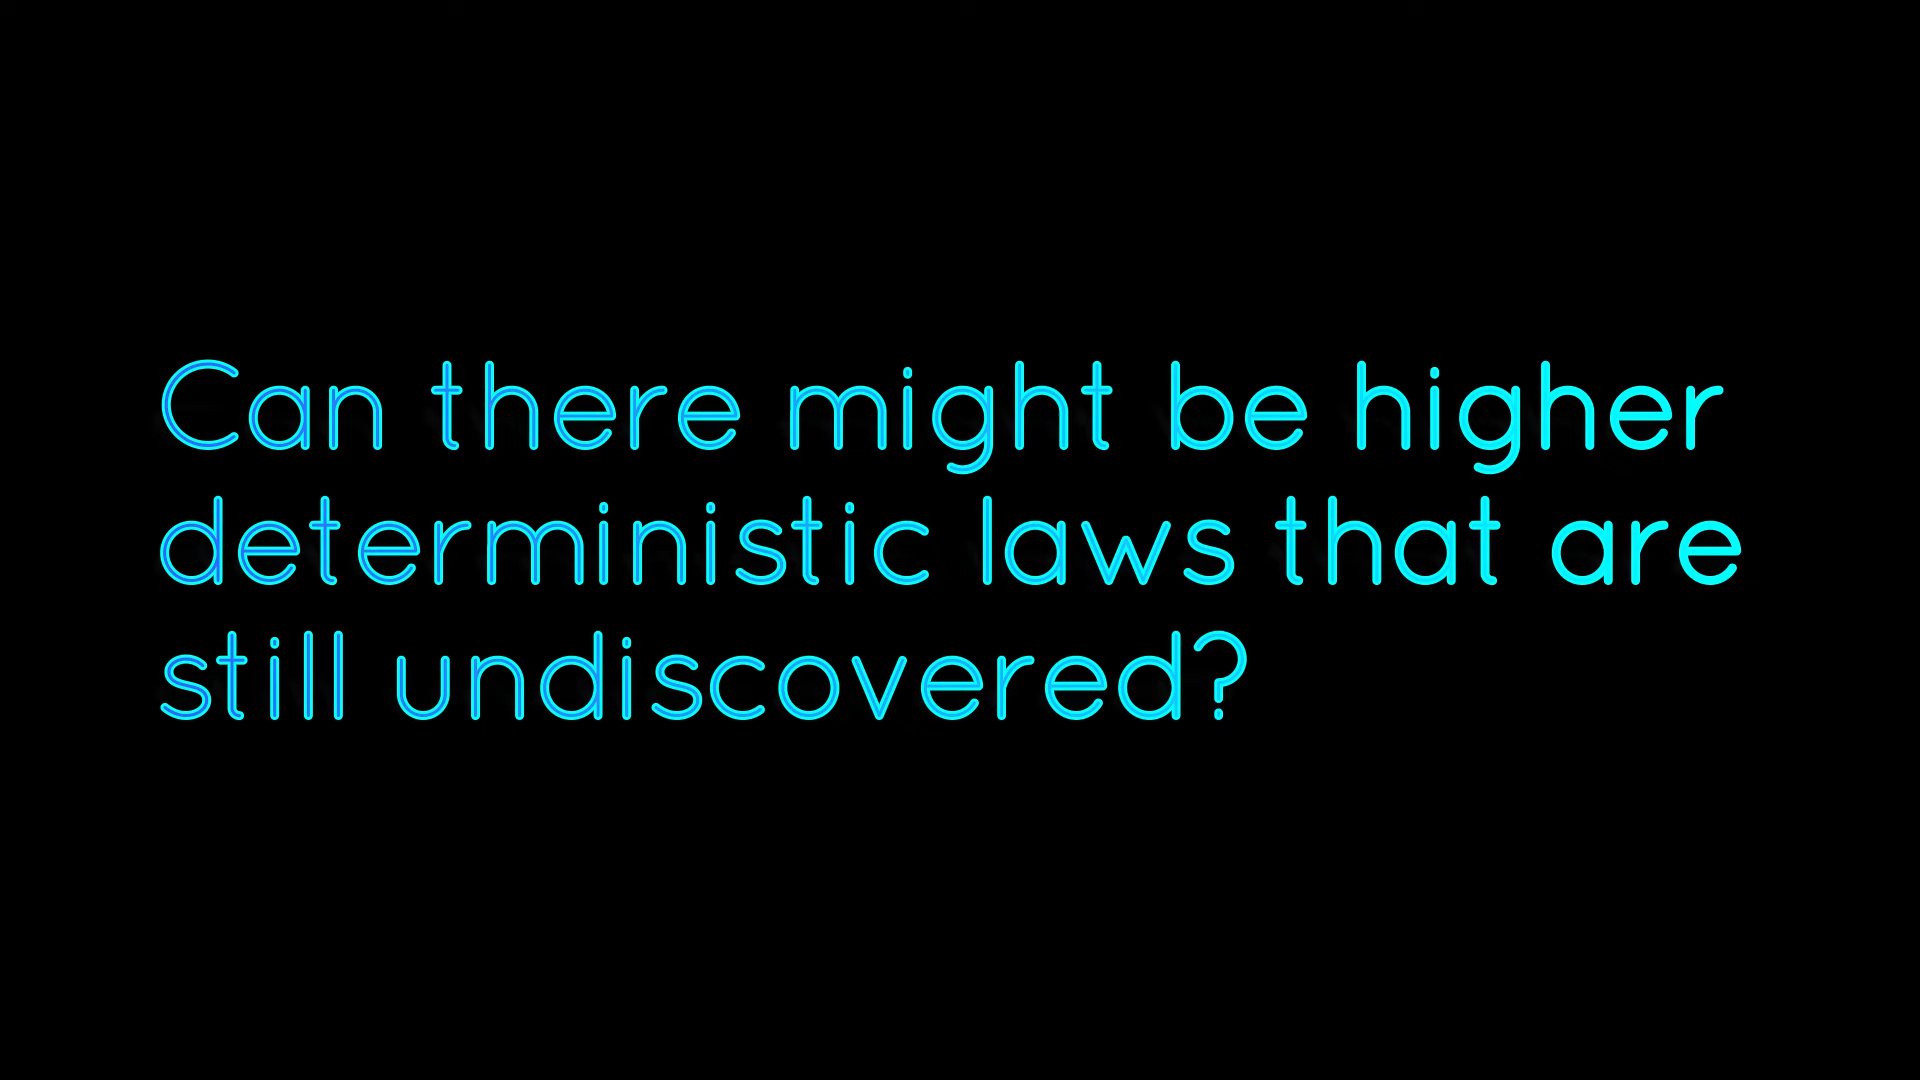 Can there might be higher
deterministic laws that are
still undiscovered?